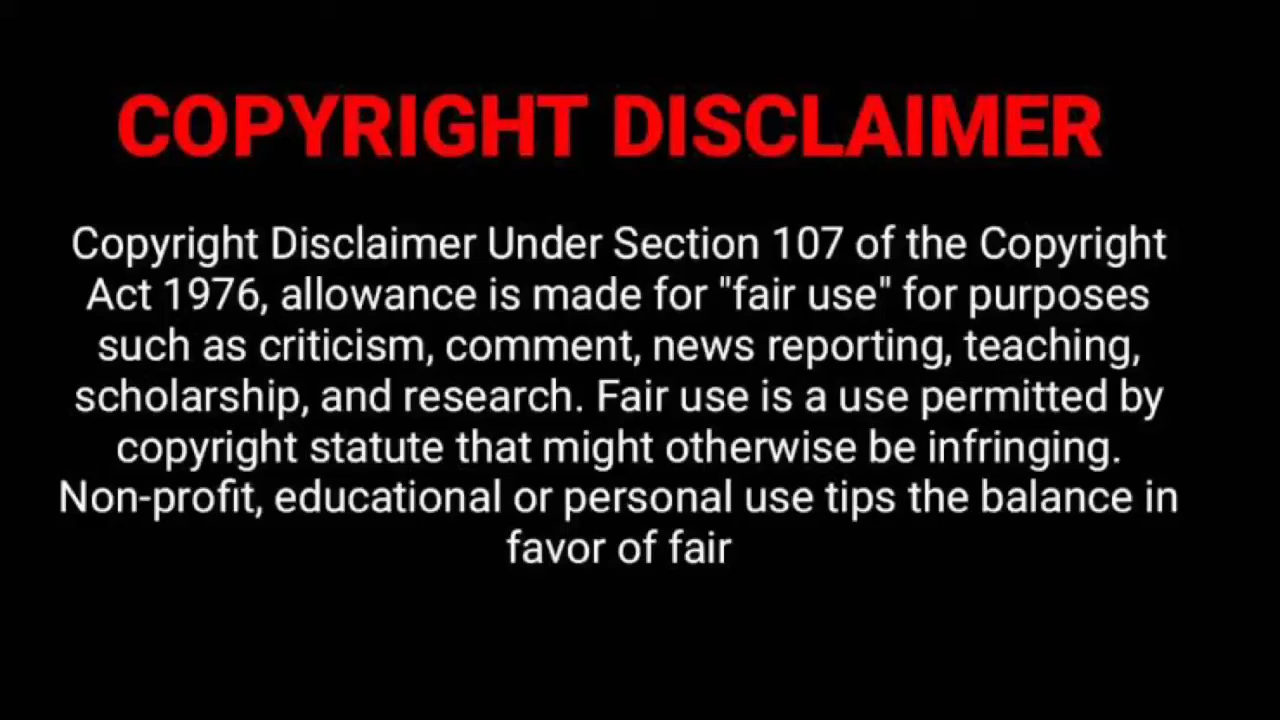 COPYRIGHT DISCLAIMER
Copyright Disclaimer Under Section 107 of the Copyright
Act 1976, allowance is made for "fair use" for purposes
such as criticism, comment, news reporting, teaching,
scholarship, and research. Fair use is a use permitted by
copyright statute that might otherwise be infringing.
Non-profit, educational or personal use tips the balance in
favor of fair